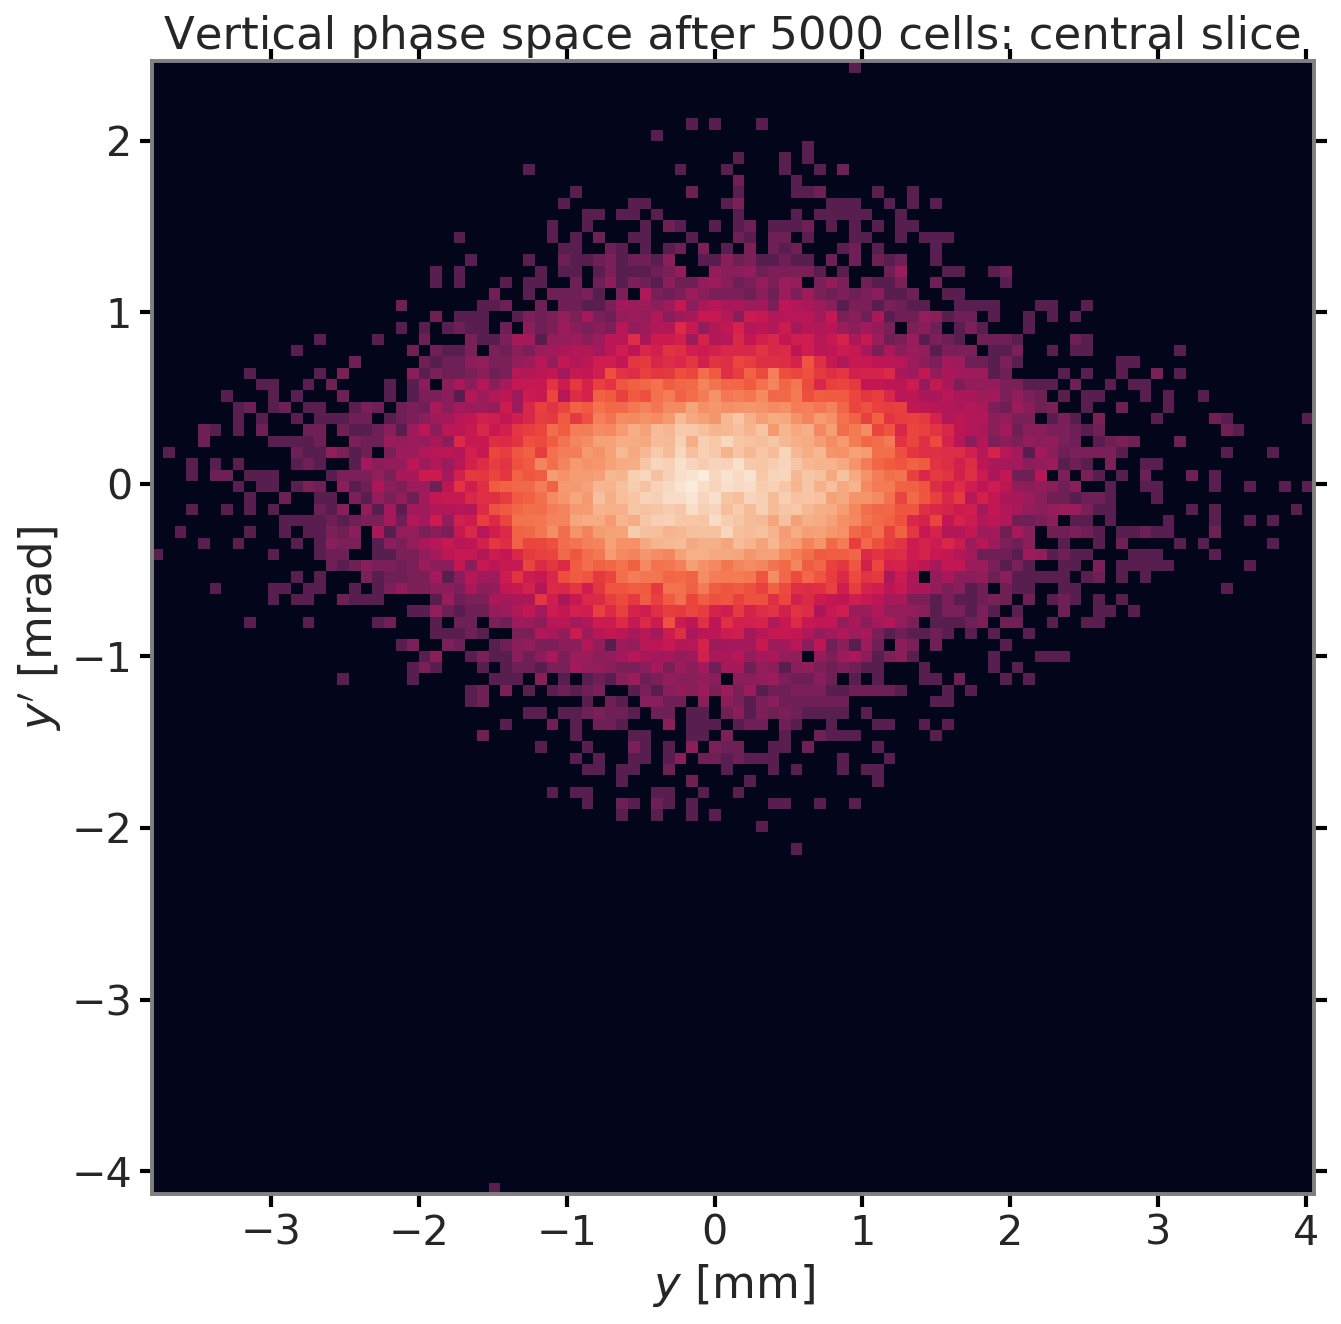 Vertical phase space after 5000 cells: central slice
2
1
0
−1
−2
−3
−4
y′ [mrad]
−3 −2 −1 0 1 2 3 4
y [mm]